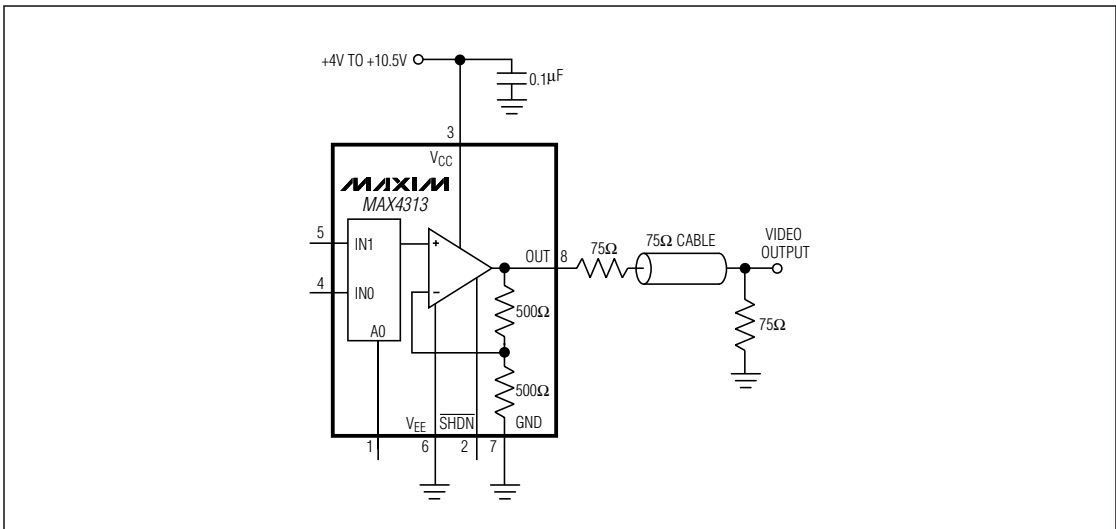 +4V TO +10.5V
0.1µF
3
VCC
MAXIM
MAX4313
5
IN1
4
IN0
A0
OUT
8
75Ω
75Ω CABLE
VIDEO
OUTPUT
500Ω
75Ω
500Ω
VEE
SHDN
GND
1
6
2
7